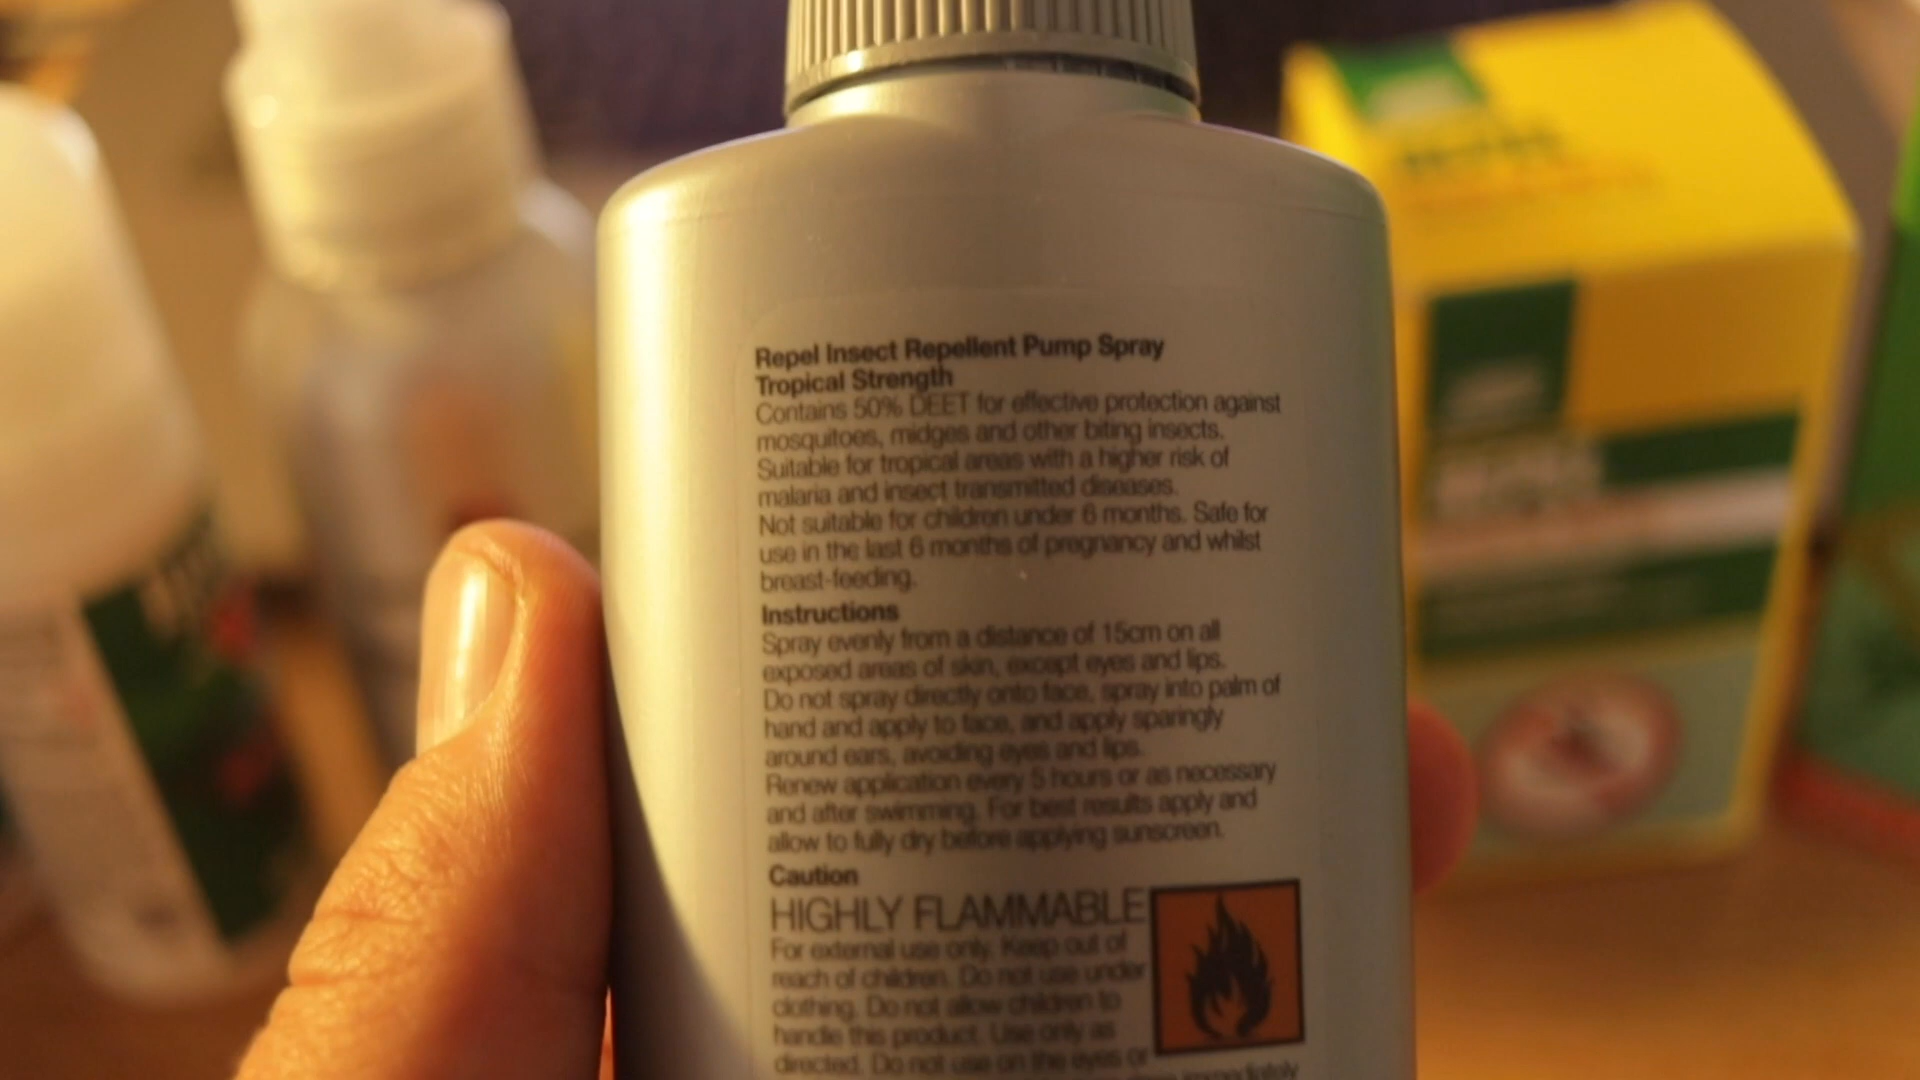 Repel Insect Repellent Pump Spray
Tropical Strength
Contains 50% DEET for effective protection against
mosquitoes, midges and other biting insects.
Suitable for tropical areas with a higher risk of
malaria and insect transmitted diseases.
Not suitable for children under 6 months. Safe for
use in the last 6 months of pregnancy and whilst
breast-feeding.
Instructions
Spray evenly from a distance of 15cm on all
exposed areas of skin, except eyes and lips.
Do not spray directly onto face, spray into palm of
hand and apply to face, and apply sparingly
around ears, avoiding eyes and lips.
Renew application every 5 hours or as necessary
and after swimming. For best results apply and
allow to fully dry before applying sunscreen.
Caution
HIGHLY FLAMMABLE
For external use only. Keep out of
reach of children. Do not use under
clothing. Do not allow children to
handle this product. Use only as
directed. Do not use on the eyes or
immediately